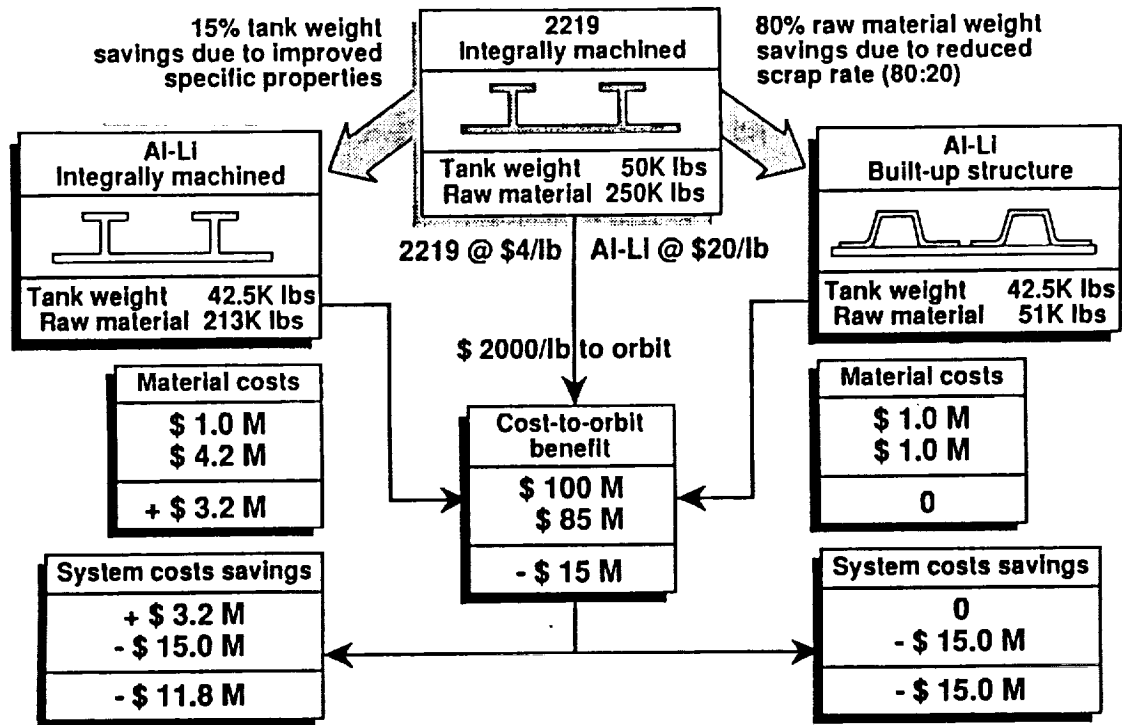 15% tank weight
savings due to improved
specific properties
2219
Integrally machined
Tank weight 50K lbs
Raw material 250K lbs
80% raw material weight
savings due to reduced
scrap rate (80:20)
Al-Li
Integrally machined
Tank weight 42.5K lbs
Raw material 213K lbs
2219 @ $4/lb
Al-Li @ $20/lb
Al-Li
Built-up structure
Tank weight 42.5K lbs
Raw material 51K lbs
$ 2000/lb to orbit
Material costs
$ 1.0 M
$ 4.2 M
+ $ 3.2 M
Cost-to-orbit
benefit
$ 100 M
$ 85 M
- $ 15 M
Material costs
$ 1.0 M
$ 1.0 M
0
System costs savings
+ $ 3.2 M
- $ 15.0 M
- $ 11.8 M
System costs savings
0
- $ 15.0 M
- $ 15.0 M